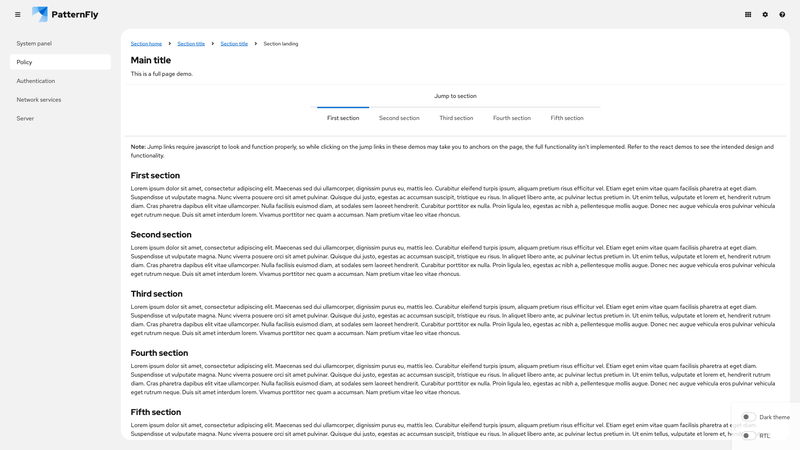 PatternFly
System panel
Policy
Authentication
Network services
Server
Section home
Section title
Section title
Section landing
Main title
This is a full page demo.
Jump to section
First section
Second section
Third section
Fourth section
Fifth section
Note: Jump links require javascript to look and function properly, so while clicking on the jump links in these demos may take you to anchors on the page, the full functionality isn't implemented. Refer to the react demos to see the intended design and
functionality.
First section
Lorem ipsum dolor sit amet, consectetur adipiscing elit. Maecenas sed dui ullamcorper, dignissim purus eu, mattis leo. Curabitur eleifend turpis ipsum, aliquam pretium risus efficitur vel. Etiam eget enim vitae quam facilisis pharetra at eget diam.
Suspendisse ut vulputate magna. Nunc viverra posuere orci sit amet pulvinar. Quisque dui justo, egestas ac accumsan suscipit, tristique eu risus. In aliquet libero ante, ac pulvinar lectus pretium in. Ut enim tellus, vulputate et lorem et, hendrerit rutrum
diam. Cras pharetra dapibus elit vitae ullamcorper. Nulla facilisis euismod diam, at sodales sem laoreet hendrerit. Curabitur porttitor ex nulla. Proin ligula leo, egestas ac nibh a, pellentesque mollis augue. Donec nec augue vehicula eros pulvinar vehicula
eget rutrum neque. Duis sit amet interdum lorem. Vivamus porttitor nec quam a accumsan. Nam pretium vitae leo vitae rhoncus.
Second section
Lorem ipsum dolor sit amet, consectetur adipiscing elit. Maecenas sed dui ullamcorper, dignissim purus eu, mattis leo. Curabitur eleifend turpis ipsum, aliquam pretium risus efficitur vel. Etiam eget enim vitae quam facilisis pharetra at eget diam.
Suspendisse ut vulputate magna. Nunc viverra posuere orci sit amet pulvinar. Quisque dui justo, egestas ac accumsan suscipit, tristique eu risus. In aliquet libero ante, ac pulvinar lectus pretium in. Ut enim tellus, vulputate et lorem et, hendrerit rutrum
diam. Cras pharetra dapibus elit vitae ullamcorper. Nulla facilisis euismod diam, at sodales sem laoreet hendrerit. Curabitur porttitor ex nulla. Proin ligula leo, egestas ac nibh a, pellentesque mollis augue. Donec nec augue vehicula eros pulvinar vehicula
eget rutrum neque. Duis sit amet interdum lorem. Vivamus porttitor nec quam a accumsan. Nam pretium vitae leo vitae rhoncus.
Third section
Lorem ipsum dolor sit amet, consectetur adipiscing elit. Maecenas sed dui ullamcorper, dignissim purus eu, mattis leo. Curabitur eleifend turpis ipsum, aliquam pretium risus efficitur vel. Etiam eget enim vitae quam facilisis pharetra at eget diam.
Suspendisse ut vulputate magna. Nunc viverra posuere orci sit amet pulvinar. Quisque dui justo, egestas ac accumsan suscipit, tristique eu risus. In aliquet libero ante, ac pulvinar lectus pretium in. Ut enim tellus, vulputate et lorem et, hendrerit rutrum
diam. Cras pharetra dapibus elit vitae ullamcorper. Nulla facilisis euismod diam, at sodales sem laoreet hendrerit. Curabitur porttitor ex nulla. Proin ligula leo, egestas ac nibh a, pellentesque mollis augue. Donec nec augue vehicula eros pulvinar vehicula
eget rutrum neque. Duis sit amet interdum lorem. Vivamus porttitor nec quam a accumsan. Nam pretium vitae leo vitae rhoncus.
Fourth section
Lorem ipsum dolor sit amet, consectetur adipiscing elit. Maecenas sed dui ullamcorper, dignissim purus eu, mattis leo. Curabitur eleifend turpis ipsum, aliquam pretium risus efficitur vel. Etiam eget enim vitae quam facilisis pharetra at eget diam.
Suspendisse ut vulputate magna. Nunc viverra posuere orci sit amet pulvinar. Quisque dui justo, egestas ac accumsan suscipit, tristique eu risus. In aliquet libero ante, ac pulvinar lectus pretium in. Ut enim tellus, vulputate et lorem et, hendrerit rutrum
diam. Cras pharetra dapibus elit vitae ullamcorper. Nulla facilisis euismod diam, at sodales sem laoreet hendrerit. Curabitur porttitor ex nulla. Proin ligula leo, egestas ac nibh a, pellentesque mollis augue. Donec nec augue vehicula eros pulvinar vehicula
eget rutrum neque. Duis sit amet interdum lorem. Vivamus porttitor nec quam a accumsan. Nam pretium vitae leo vitae rhoncus.
Fifth section
Lorem ipsum dolor sit amet, consectetur adipiscing elit. Maecenas sed dui ullamcorper, dignissim purus eu, mattis leo. Curabitur eleifend turpis ipsum, aliquam pretium risus efficitur vel. Etiam eget enim vitae quam facilisis pharetra at eg
Suspendisse ut vulputate magna. Nunc viverra posuere orci sit amet pulvinar. Quisque dui justo, egestas ac accumsan suscipit, tristique eu risus. In aliquet libero ante, ac pulvinar lectus pretium in. Ut enim tellus, vulputate et lorem et,
Dark theme
RTL